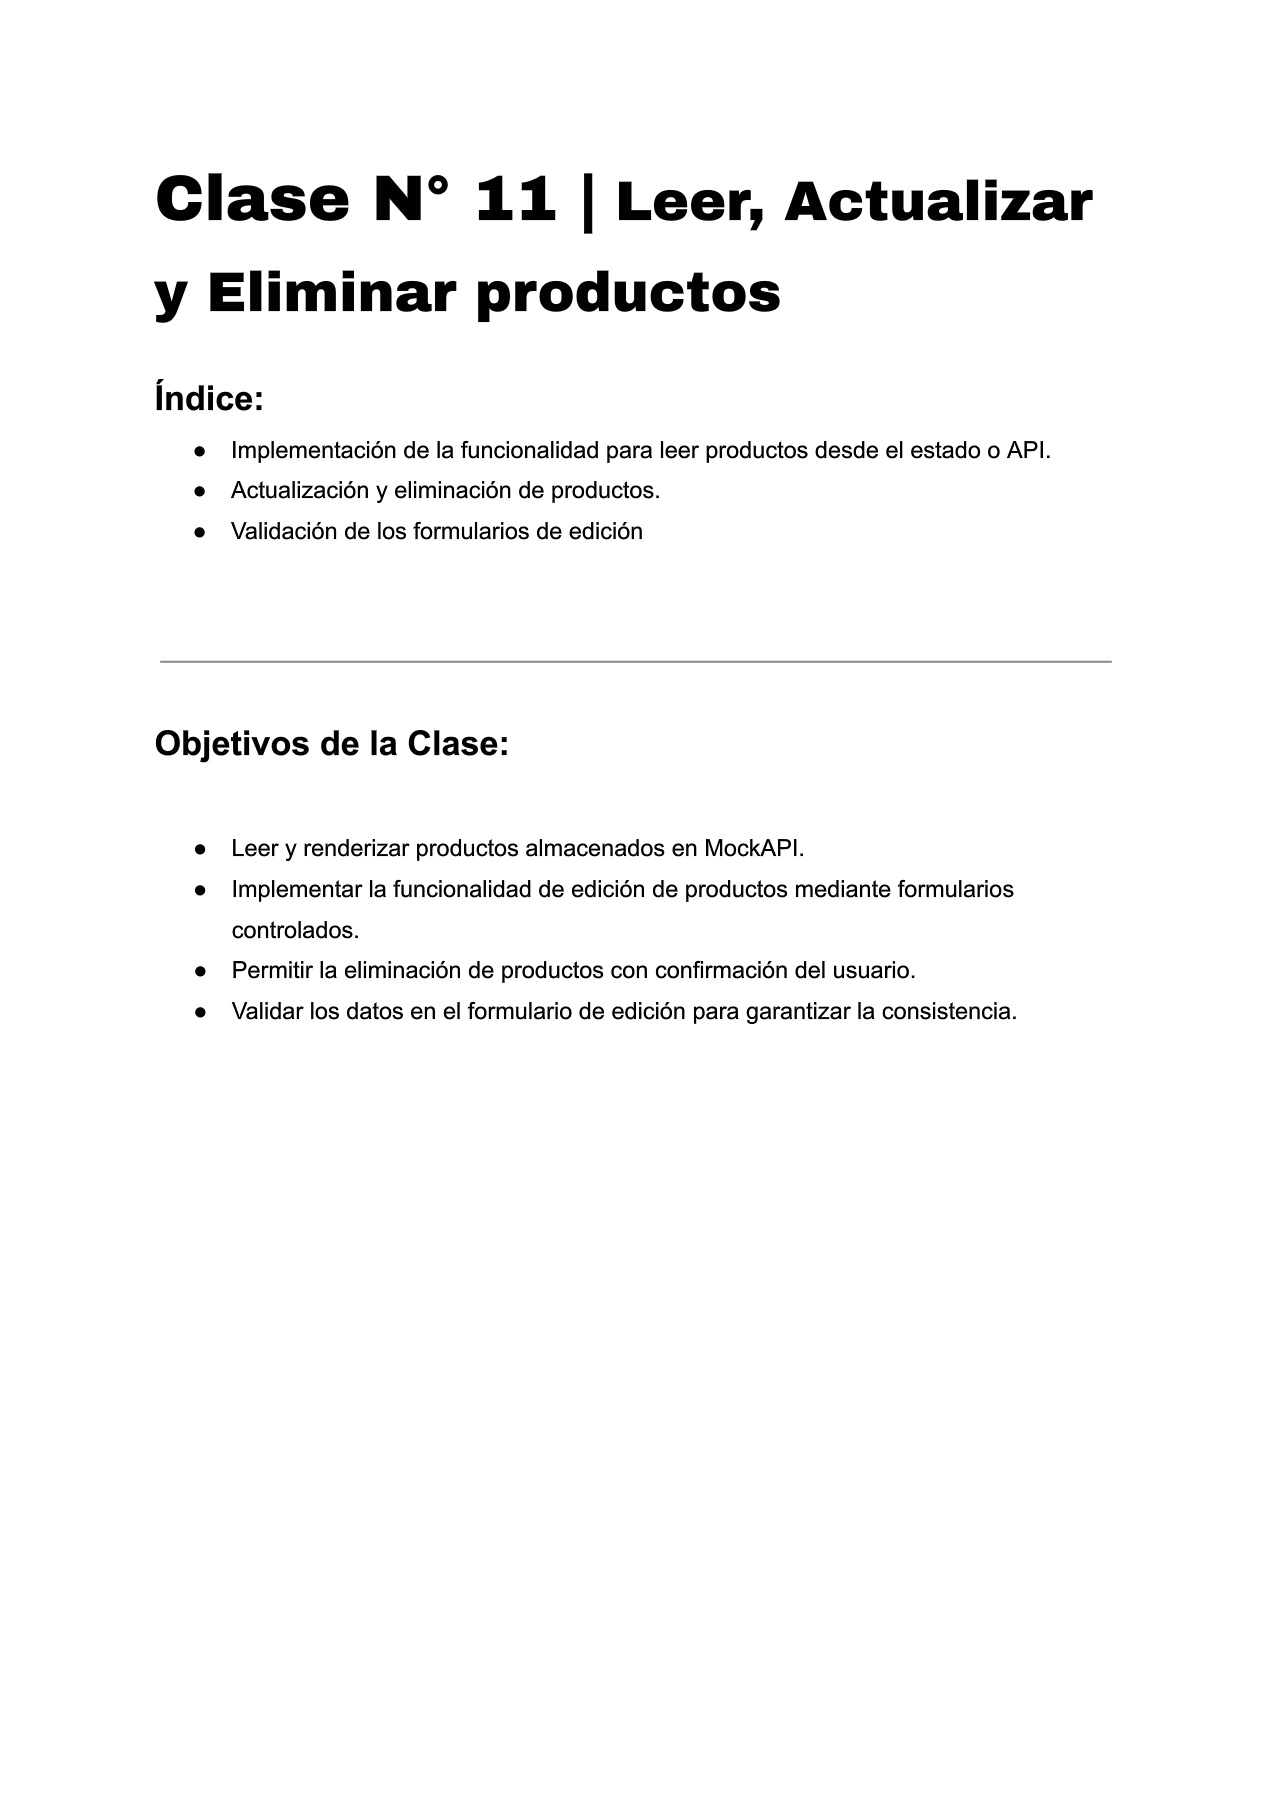 Clase N° 11 | Leer, Actualizar
y Eliminar productos
Índice:
● Implementación de la funcionalidad para leer productos desde el estado o API.
● Actualización y eliminación de productos.
● Validación de los formularios de edición
Objetivos de la Clase:
● Leer y renderizar productos almacenados en MockAPI.
● Implementar la funcionalidad de edición de productos mediante formularios
controlados.
● Permitir la eliminación de productos con confirmación del usuario.
● Validar los datos en el formulario de edición para garantizar la consistencia.